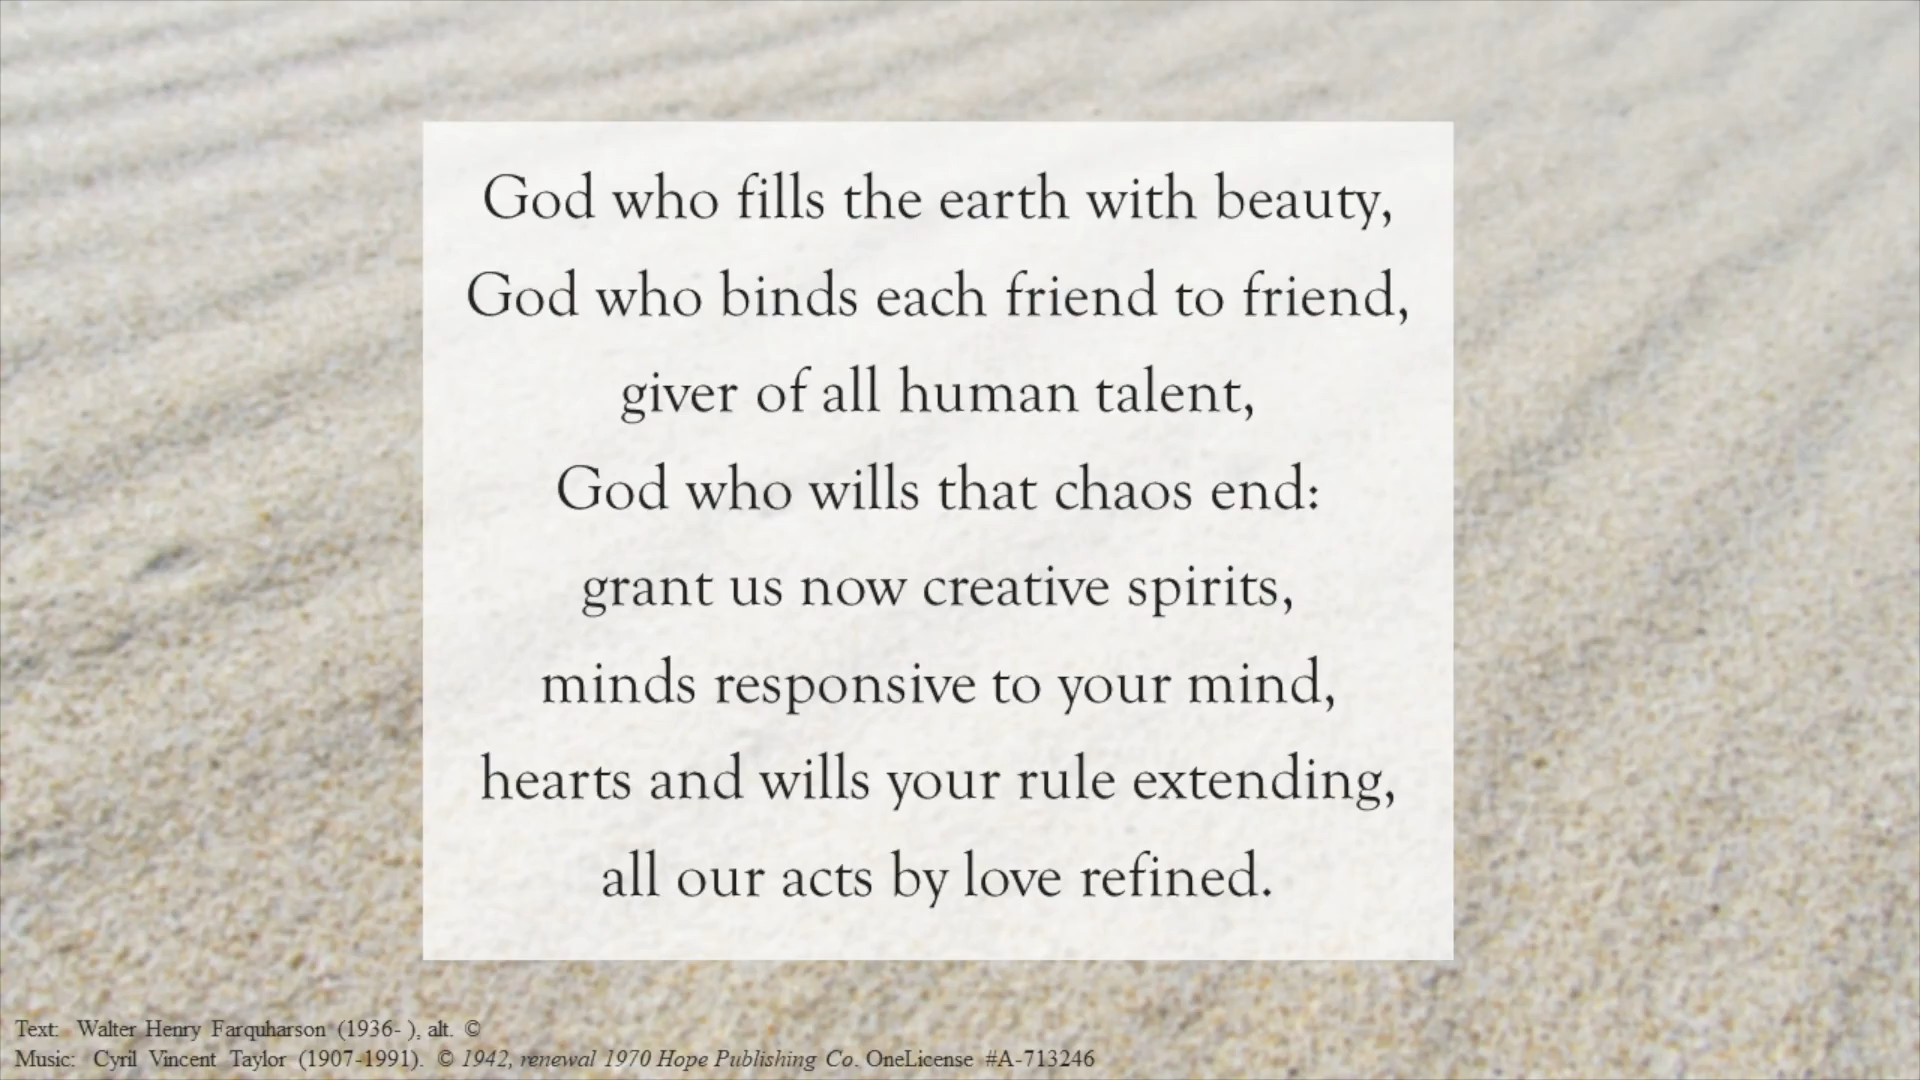 God who fills the earth with beauty,
God who binds each friend to friend,
giver of all human talent,
God who wills that chaos end:
grant us now creative spirits,
minds responsive to your mind,
hearts and wills your rule extending,
all our acts by love refined.
Text: Walter Henry Farquharson (1936- ), alt. ©
Music: Cyril Vincent Taylor (1907-1991). © 1942, renewal 1970 Hope Publishing Co. OneLicense #A-713246